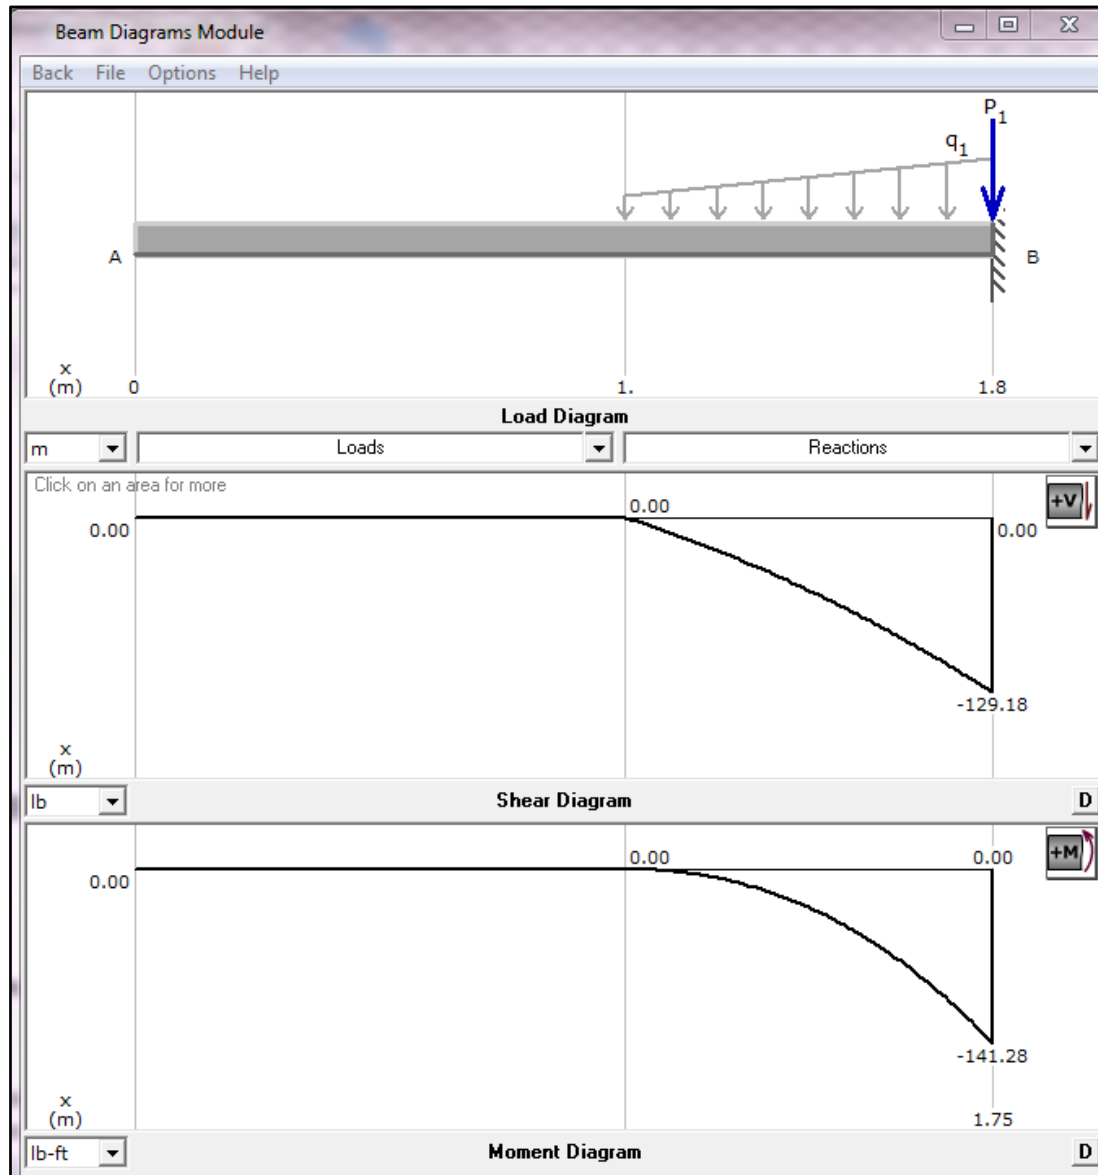 Beam Diagrams Module
Back File Options Help
P1
q1
A
B
x
(m)
0
1.
1.8
Load Diagram
m
Loads
Reactions
Click on an area for more
+V
0.00
0.00
0.00
-129.18
x
(m)
lb
Shear Diagram
D
+M
0.00
0.00
0.00
-141.28
x
(m)
1.75
lb-ft
Moment Diagram
D